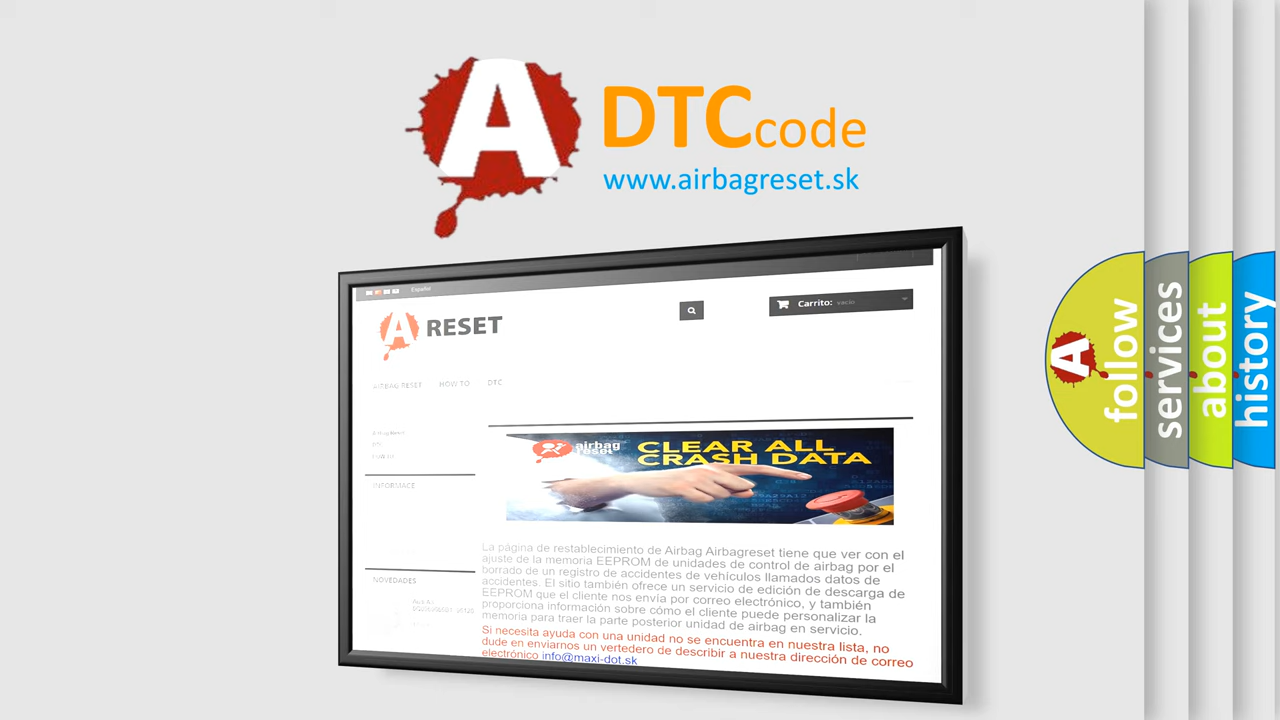 A DTCcode
www.airbagreset.sk
Español
A RESET
Carrito: vacío
AIRBAG RESET HOW TO DTC
Airbag Reset
DTC
INFORMACE
NOVEDADES
airbag
reset
CLEAR ALL
CRASH DATA
La página de restablecimiento de Airbag Airbagreset tiene que ver con el
ajuste de la memoria EEPROM de unidades de control de airbag por el
borrado de un registro de accidentes de vehículos llamados datos de
accidentes. El sitio también ofrece un servicio de edición de descarga de
EEPROM que el cliente nos envía por correo electrónico, y también
proporciona información sobre cómo el cliente puede personalizar la
memoria para traer la parte posterior unidad de airbag en servicio.
Si necesita ayuda con una unidad no se encuentra en nuestra lista, no
dude en enviarnos un vertedero de describir a nuestra dirección de correo
electrónico info@maxi-dot.sk
A follow
services
about
history